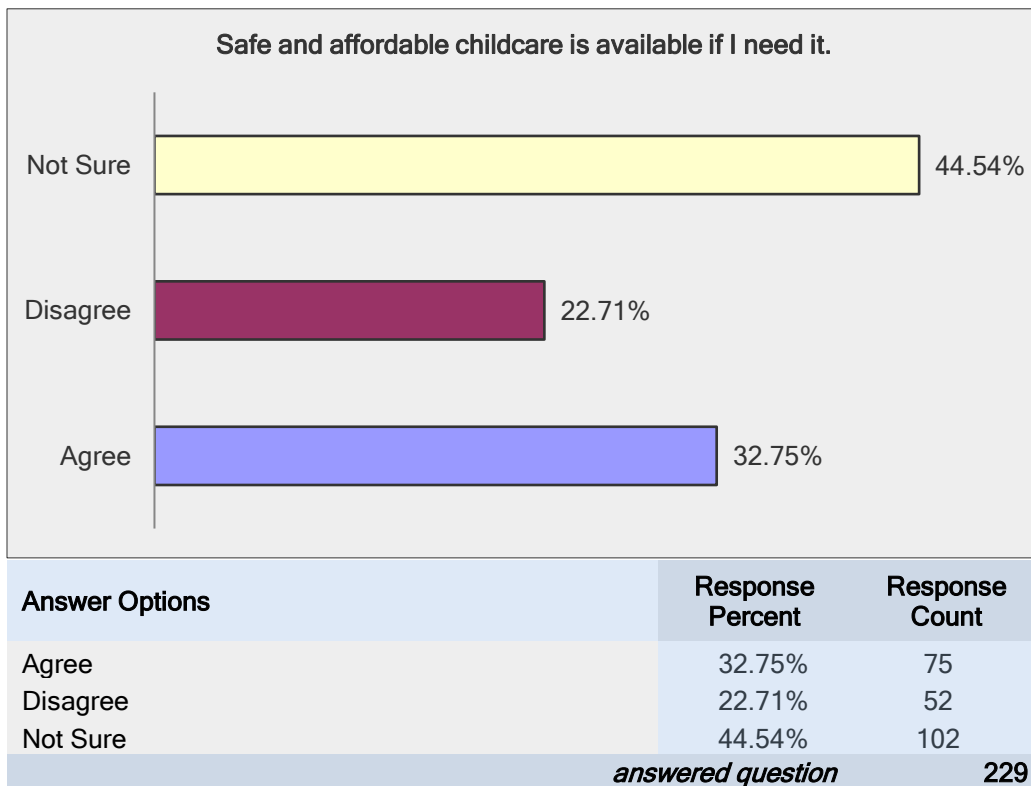 Safe and affordable childcare is available if I need it.
Not Sure 44.54%
Disagree 22.71%
Agree 32.75%
Answer Options Response Percent Response Count
Agree 32.75% 75
Disagree 22.71% 52
Not Sure 44.54% 102
answered question 229